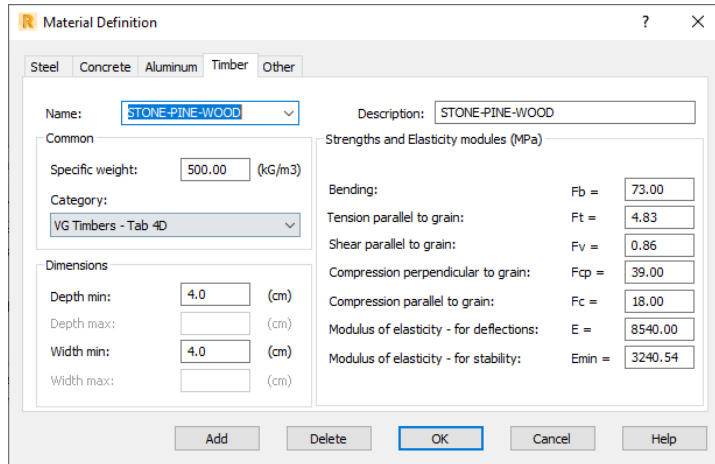 R Material Definition ? ×
Steel Concrete Aluminum Timber Other
Name: STONE-PINE-WOOD
Description: STONE-PINE-WOOD
Common
Specific weight: 500.00 (kG/m3)
Category:
VG Timbers - Tab 4D
Dimensions
Depth min: 4.0 (cm)
Depth max: (cm)
Width min: 4.0 (cm)
Width max: (cm)
Strengths and Elasticity modules (MPa)
Bending: Fb = 73.00
Tension parallel to grain: Ft = 4.83
Shear parallel to grain: Fv = 0.86
Compression perpendicular to grain: Fcp = 39.00
Compression parallel to grain: Fc = 18.00
Modulus of elasticity - for deflections: E = 8540.00
Modulus of elasticity - for stability: Emin = 3240.54
Add Delete OK Cancel Help